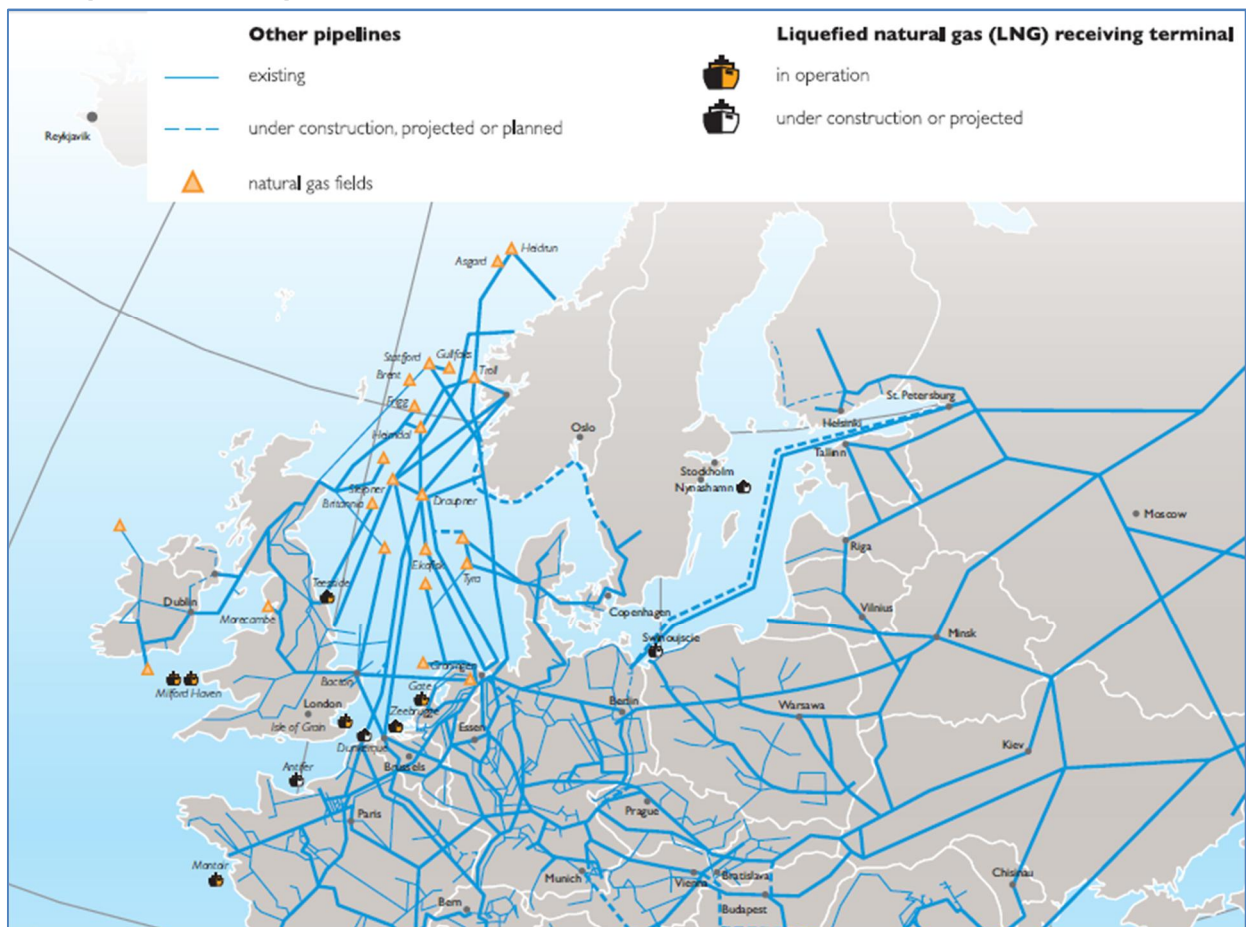 Other pipelines
existing
under construction, projected or planned
natural gas fields
Liquefied natural gas (LNG) receiving terminal
in operation
under construction or projected
Reykjavik
Heidrun
Asgard
Statfjord
Gullfaks
Brent
Troll
Frigg
Heimdal
Oslo
Helsinki
St. Petersburg
Tallinn
Stockholm
Nynashamn
Sleipner
Britannia
Draupner
Moscow
Riga
Ekofisk
Tyra
Teesside
Dublin
Morecambe
Copenhagen
Vilnius
Minsk
Swinoujscie
Groningen
Milford Haven
Bacton
Gate
London
Isle of Grain
Zeebrugge
Berlin
Warsawa
Essen
Dunkerque
Brussels
Kiev
Antifer
Paris
Prague
Montoir
Munich
Vienna
Bratislava
Chisinau
Bern
Budapest